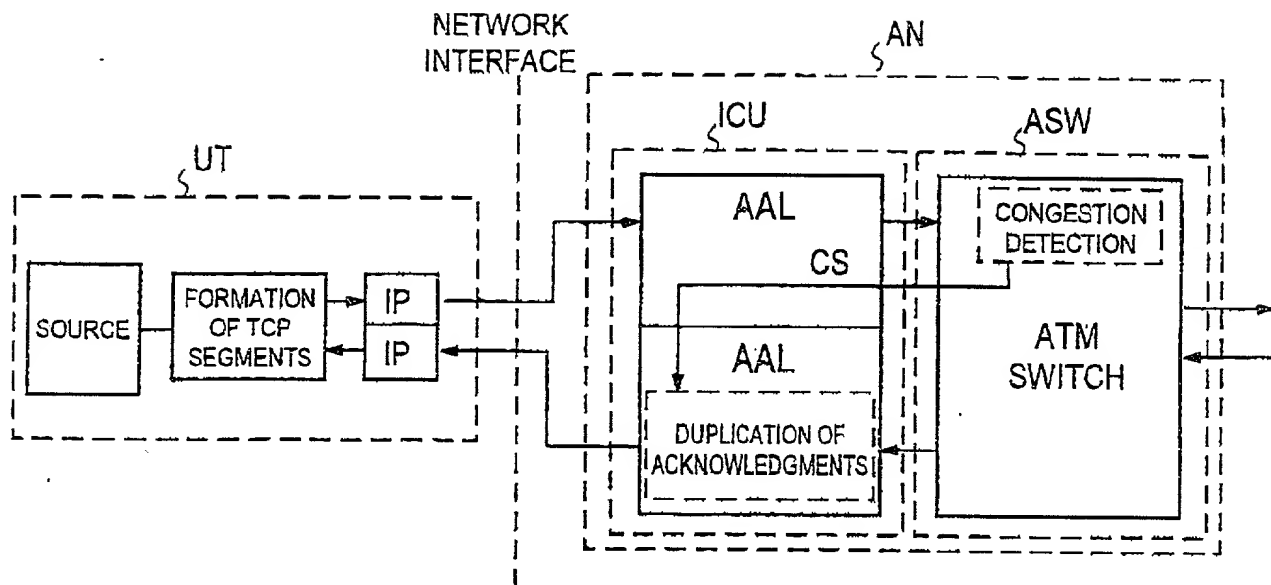 NETWORK
INTERFACE
AN
ICU
ASW
UT
AAL
CONGESTION
DETECTION
CS
SOURCE
FORMATION
OF TCP
SEGMENTS
IP
IP
AAL
ATM
SWITCH
DUPLICATION OF
ACKNOWLEDGMENTS